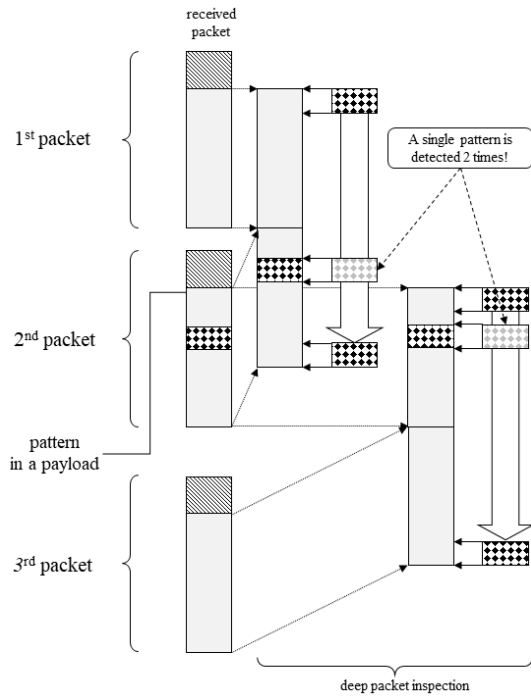 received
packet
1st packet
A single pattern is
detected 2 times!
2nd packet
pattern
in a payload
3rd packet
deep packet inspection